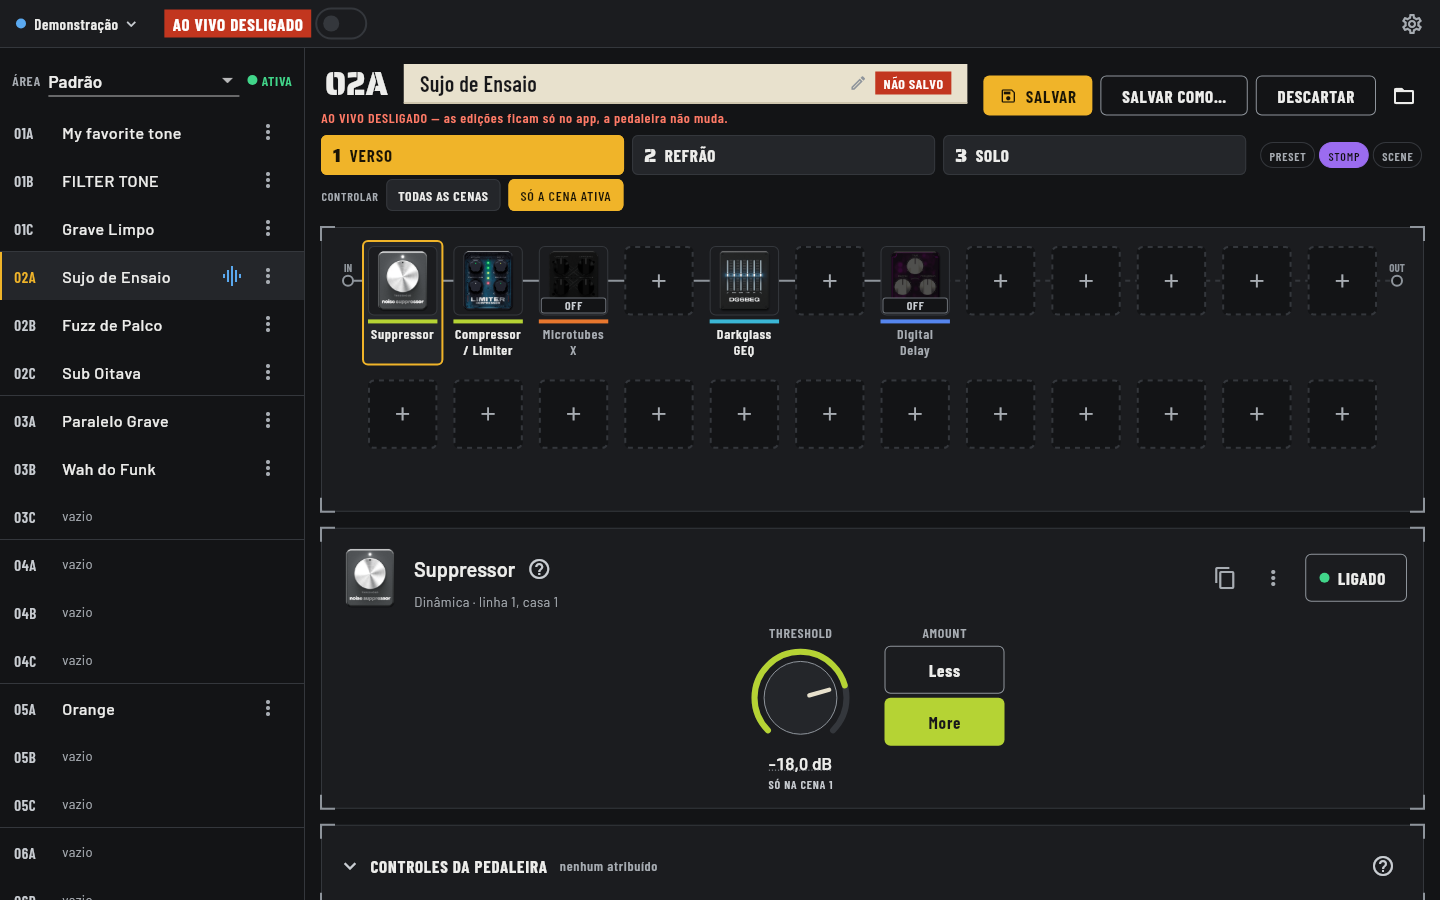 Demonstração
AO VIVO DESLIGADO
ÁREA Padrão ATIVA
01A My favorite tone
01B FILTER TONE
01C Grave Limpo
02A Sujo de Ensaio
02B Fuzz de Palco
02C Sub Oitava
03A Paralelo Grave
03B Wah do Funk
03C vazio
04A vazio
04B vazio
04C vazio
05A Orange
05B vazio
05C vazio
06A vazio
02A Sujo de Ensaio NÃO SALVO
SALVAR
SALVAR COMO...
DESCARTAR
AO VIVO DESLIGADO — as edições ficam só no app, a pedaleira não muda.
1 VERSO
2 REFRÃO
3 SOLO
PRESET STOMP SCENE
CONTROLAR TODAS AS CENAS SÓ A CENA ATIVA
IN
noise suppressor
LIMITER
OFF
DG6BEQ
OFF
OUT
Suppressor
Compressor
/ Limiter
Microtubes
X
Darkglass
GEQ
Digital
Delay
noise suppressor
Suppressor
Dinâmica · linha 1, casa 1
LIGADO
THRESHOLD
-18,0 dB
SÓ NA CENA 1
AMOUNT
Less
More
CONTROLES DA PEDALEIRA nenhum atribuído